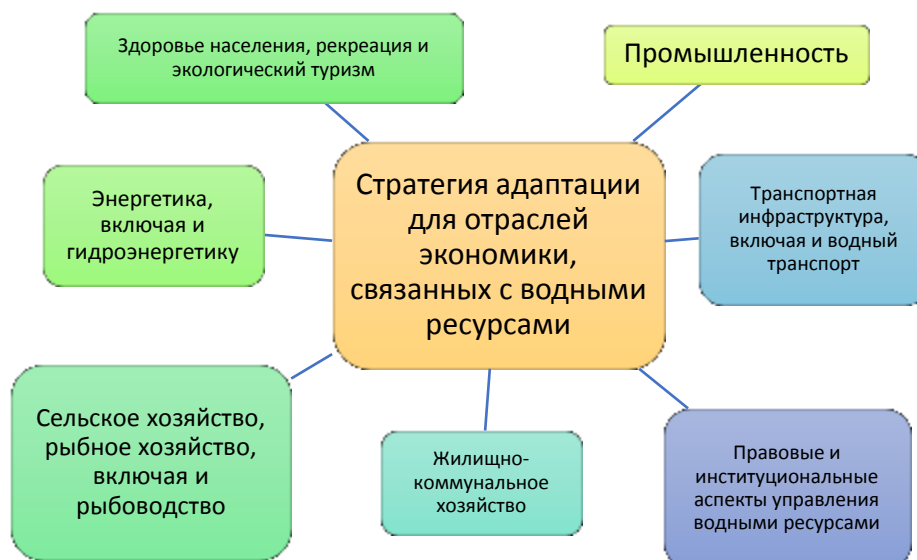 Здоровье населения, рекреация и
экологический туризм
Промышленность
Стратегия адаптации
для отраслей
экономики,
связанных с водными
ресурсами
Энергетика,
включая и
гидроэнергетику
Транспортная
инфраструктура,
включая и водный
транспорт
Сельское хозяйство,
рыбное хозяйство,
включая и
рыбоводство
Жилищно-
коммунальное
хозяйство
Правовые и
институциональные
аспекты управления
водными ресурсами